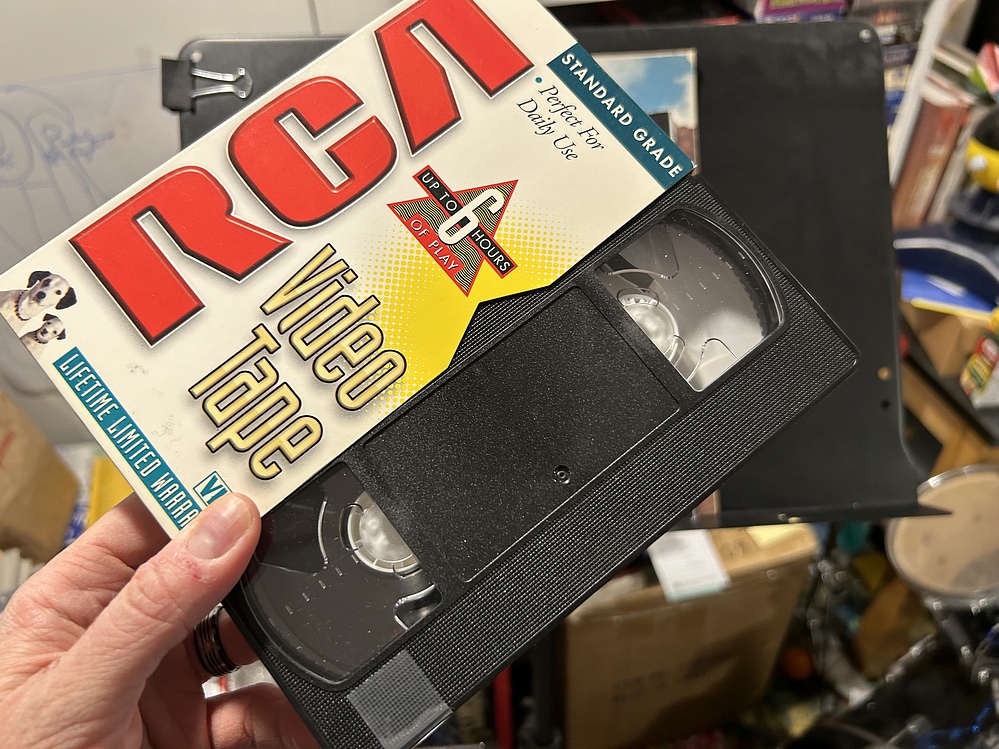 RCA
STANDARD GRADE
• Perfect For
Daily Use
UP TO
6
HOURS
OF PLAY
Video
Tape
LIFETIME LIMITED WARRA